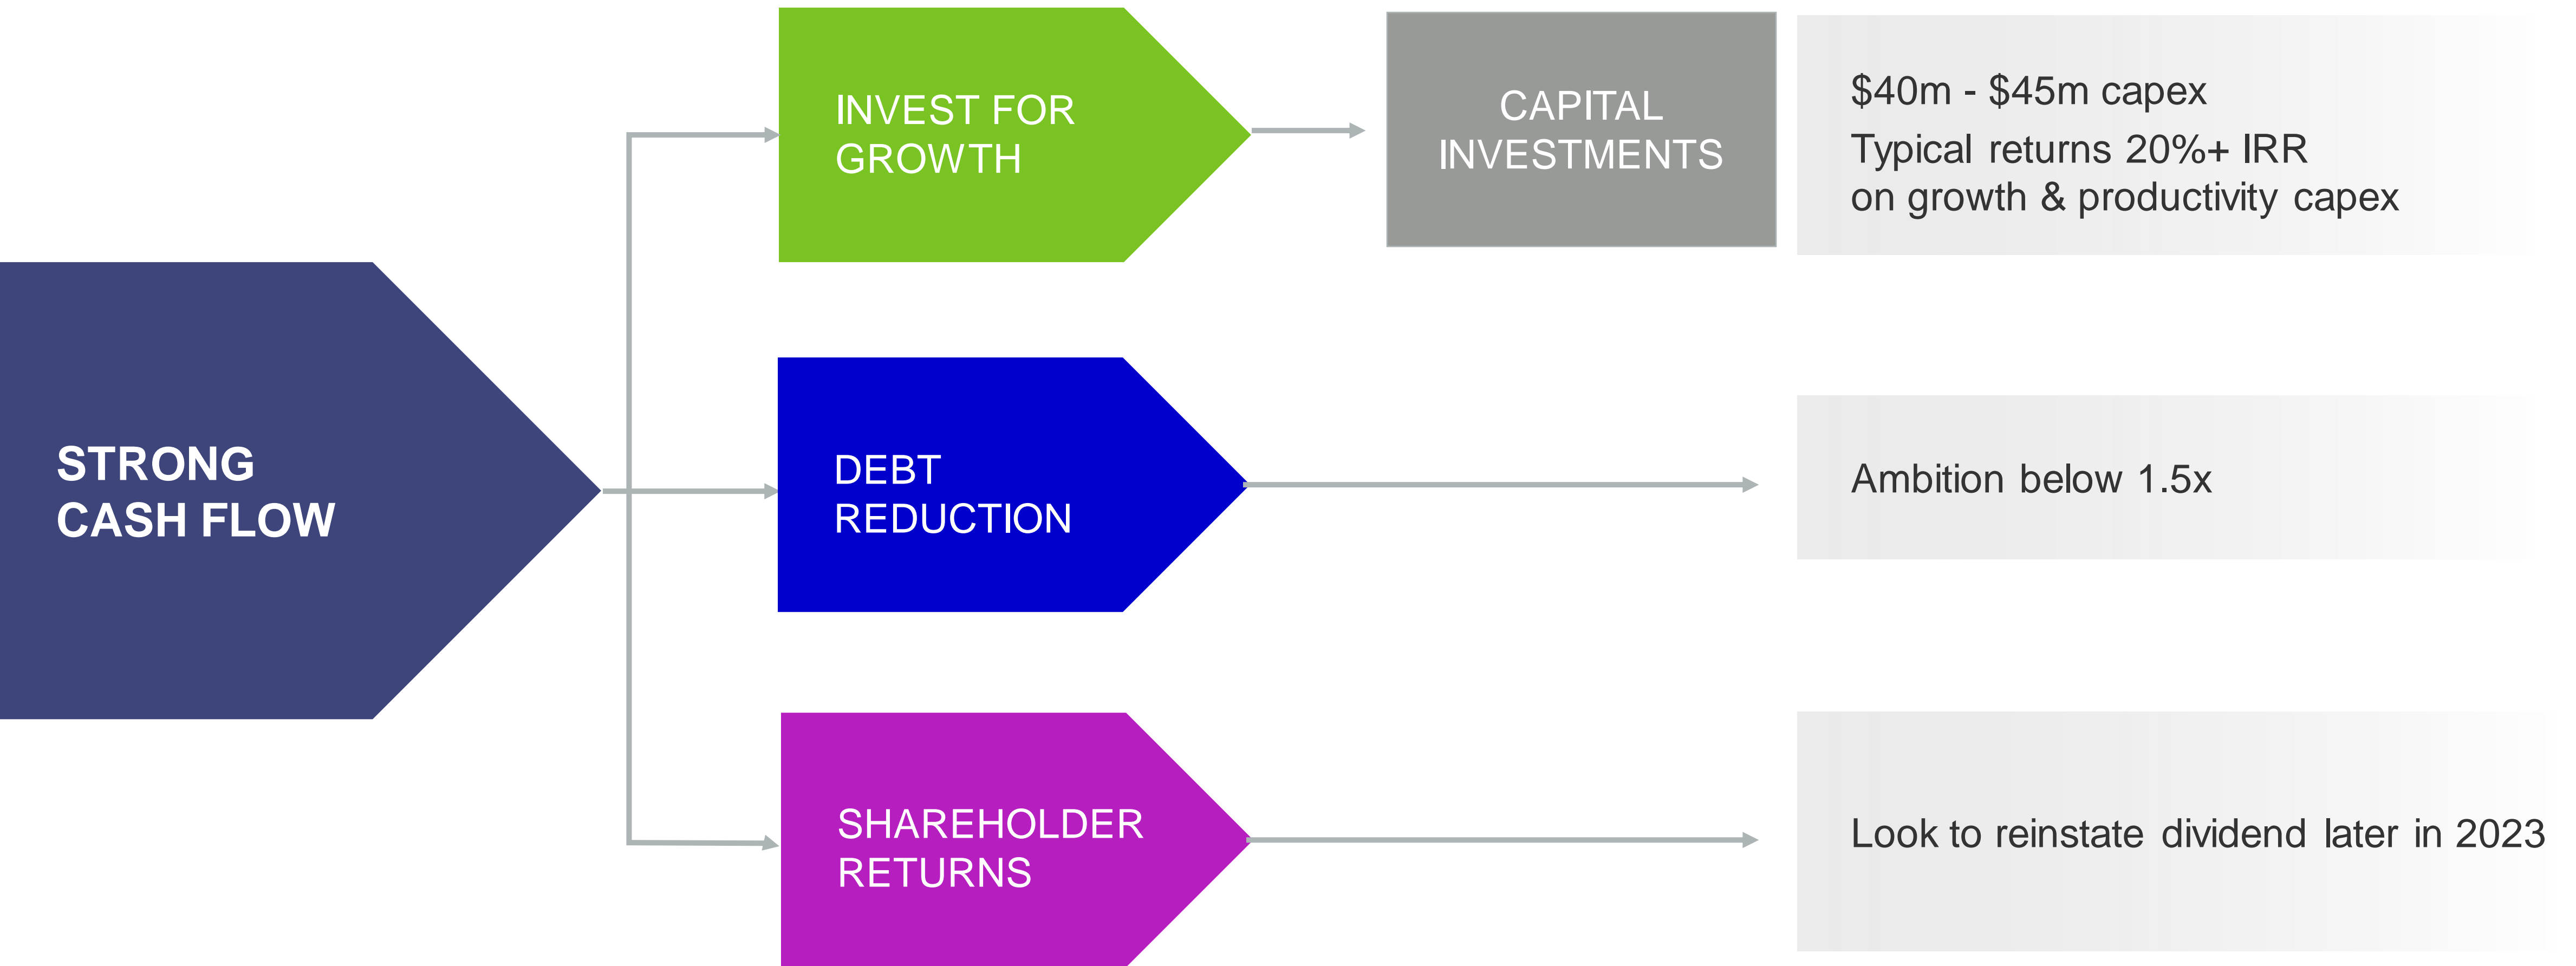 STRONG
CASH FLOW
INVEST FOR
GROWTH
CAPITAL
INVESTMENTS
$40m - $45m capex
Typical returns 20%+ IRR
on growth & productivity capex
DEBT
REDUCTION
Ambition below 1.5x
SHAREHOLDER
RETURNS
Look to reinstate dividend later in 2023